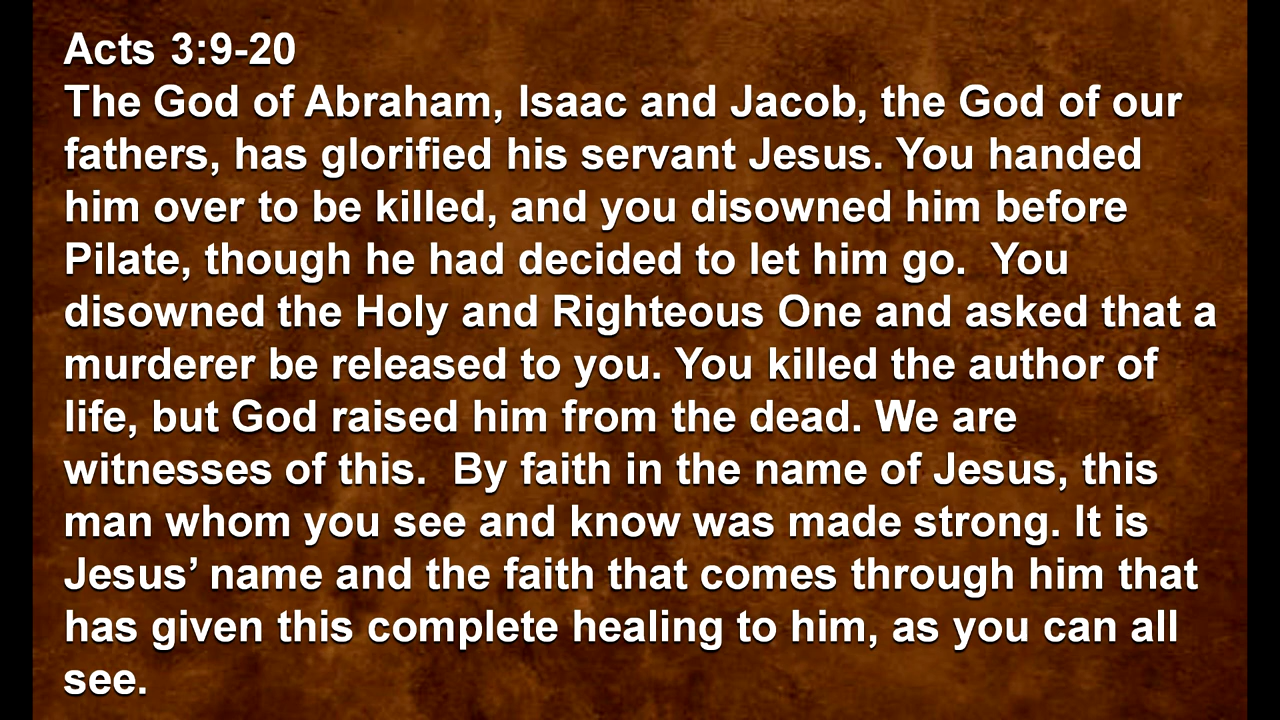 Acts 3:9-20
The God of Abraham, Isaac and Jacob, the God of our
fathers, has glorified his servant Jesus. You handed
him over to be killed, and you disowned him before
Pilate, though he had decided to let him go.  You
disowned the Holy and Righteous One and asked that a
murderer be released to you. You killed the author of
life, but God raised him from the dead. We are
witnesses of this.  By faith in the name of Jesus, this
man whom you see and know was made strong. It is
Jesus’ name and the faith that comes through him that
has given this complete healing to him, as you can all
see.